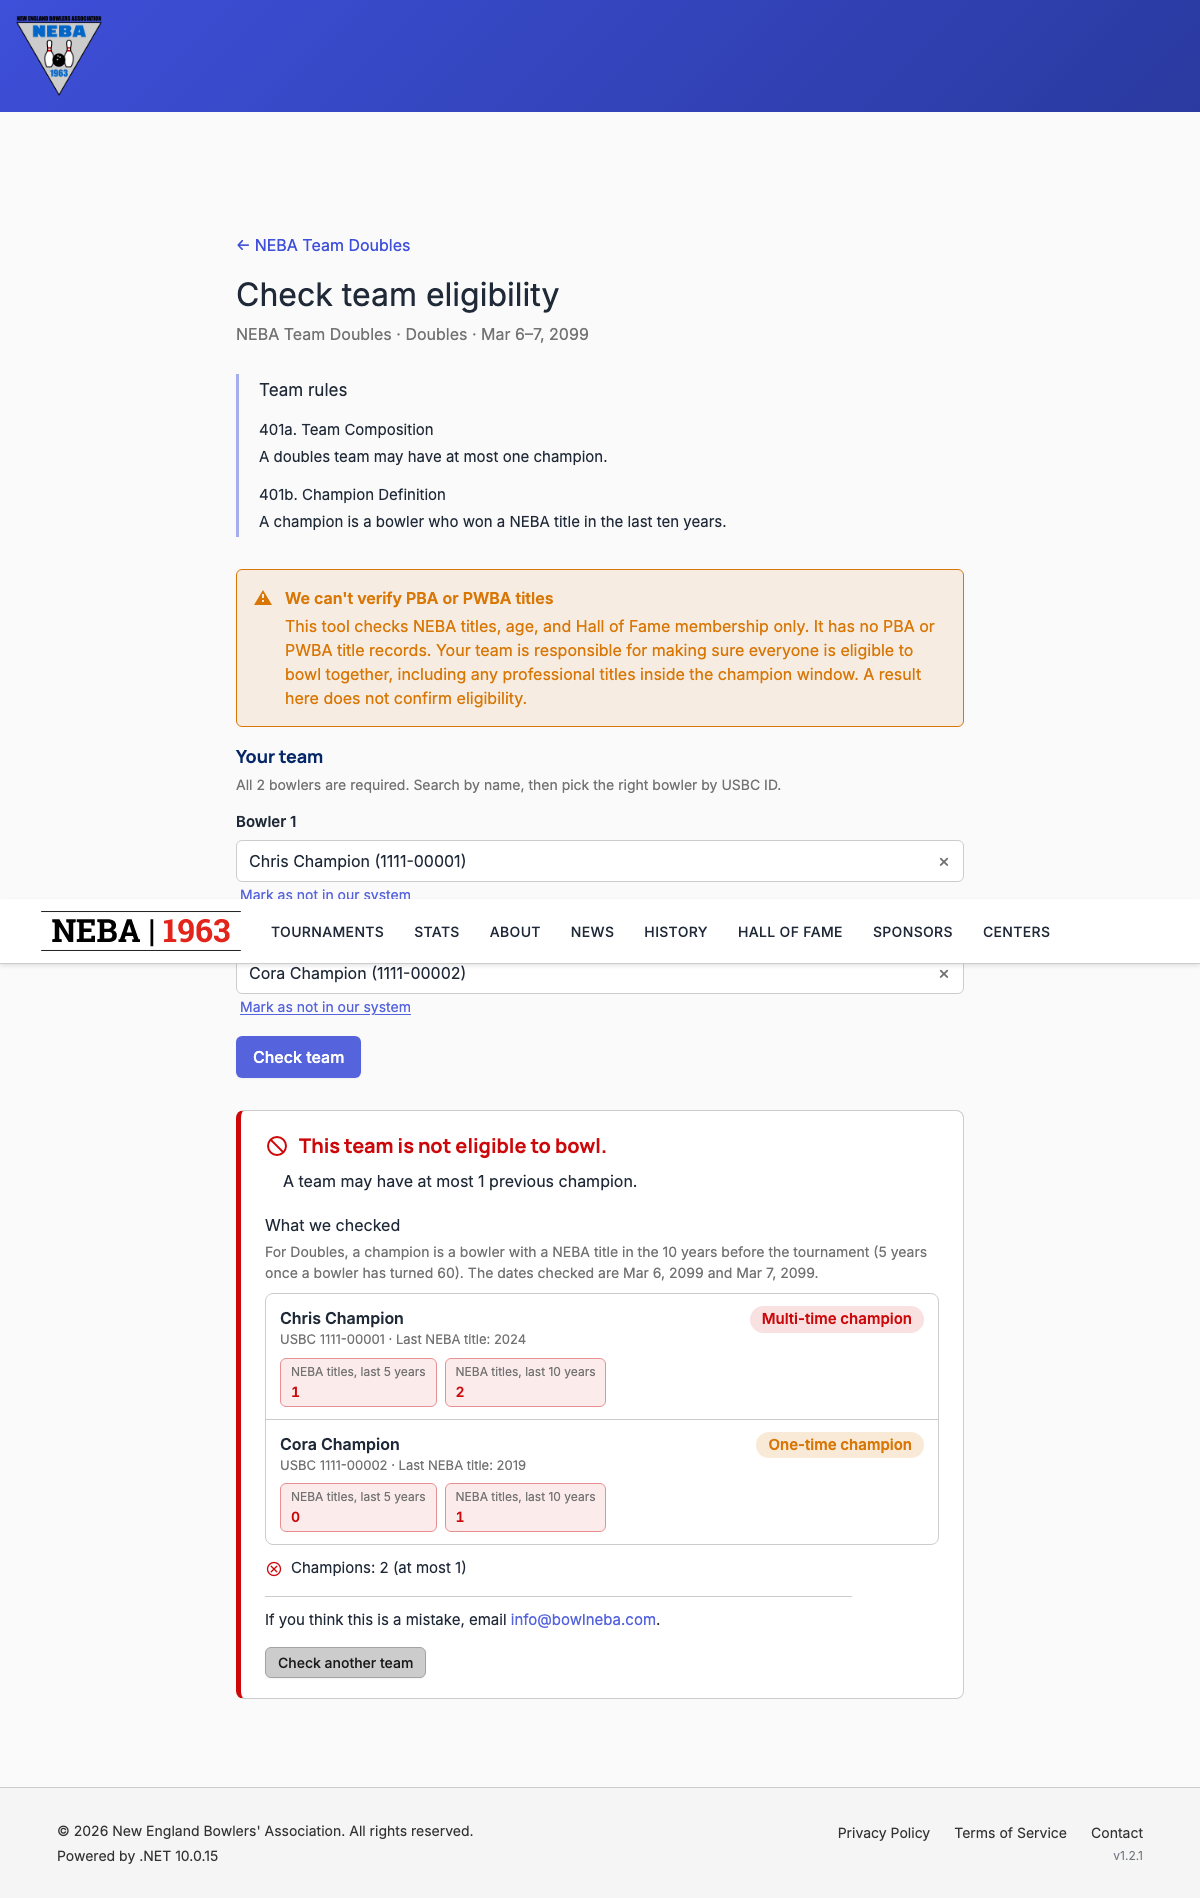 NEW ENGLAND BOWLERS ASSOCIATION
NEBA
1963
← NEBA Team Doubles
Check team eligibility
NEBA Team Doubles · Doubles · Mar 6–7, 2099
Team rules
401a. Team Composition
A doubles team may have at most one champion.
401b. Champion Definition
A champion is a bowler who won a NEBA title in the last ten years.
We can't verify PBA or PWBA titles
This tool checks NEBA titles, age, and Hall of Fame membership only. It has no PBA or
PWBA title records. Your team is responsible for making sure everyone is eligible to
bowl together, including any professional titles inside the champion window. A result
here does not confirm eligibility.
Your team
All 2 bowlers are required. Search by name, then pick the right bowler by USBC ID.
Bowler 1
Chris Champion (1111-00001) ×
Mark as not in our system
NEBA | 1963 TOURNAMENTS STATS ABOUT NEWS HISTORY HALL OF FAME SPONSORS CENTERS
Cora Champion (1111-00002) ×
Mark as not in our system
Check team
This team is not eligible to bowl.
A team may have at most 1 previous champion.
What we checked
For Doubles, a champion is a bowler with a NEBA title in the 10 years before the tournament (5 years
once a bowler has turned 60). The dates checked are Mar 6, 2099 and Mar 7, 2099.
Chris Champion Multi-time champion
USBC 1111-00001 · Last NEBA title: 2024
NEBA titles, last 5 years NEBA titles, last 10 years
1 2
Cora Champion One-time champion
USBC 1111-00002 · Last NEBA title: 2019
NEBA titles, last 5 years NEBA titles, last 10 years
0 1
Champions: 2 (at most 1)
If you think this is a mistake, email info@bowlneba.com.
Check another team
© 2026 New England Bowlers' Association. All rights reserved.
Powered by .NET 10.0.15
Privacy Policy Terms of Service Contact
v1.2.1